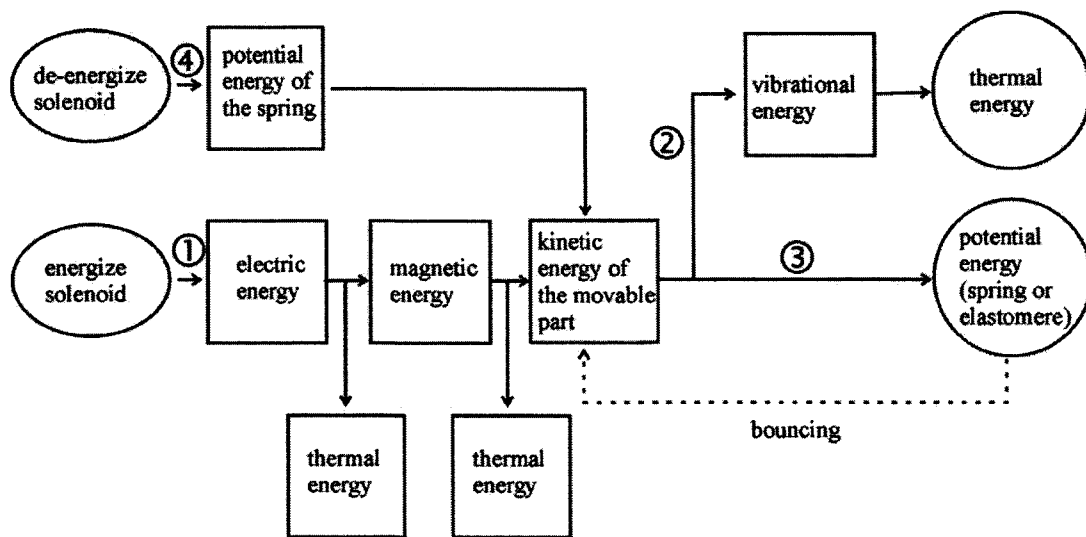 de-energize
solenoid
④
potential
energy of
the spring
②
vibrational
energy
thermal
energy
energize
solenoid
①
electric
energy
magnetic
energy
kinetic
energy of
the movable
part
③
potential
energy
(spring or
elastomere)
bouncing
thermal
energy
thermal
energy